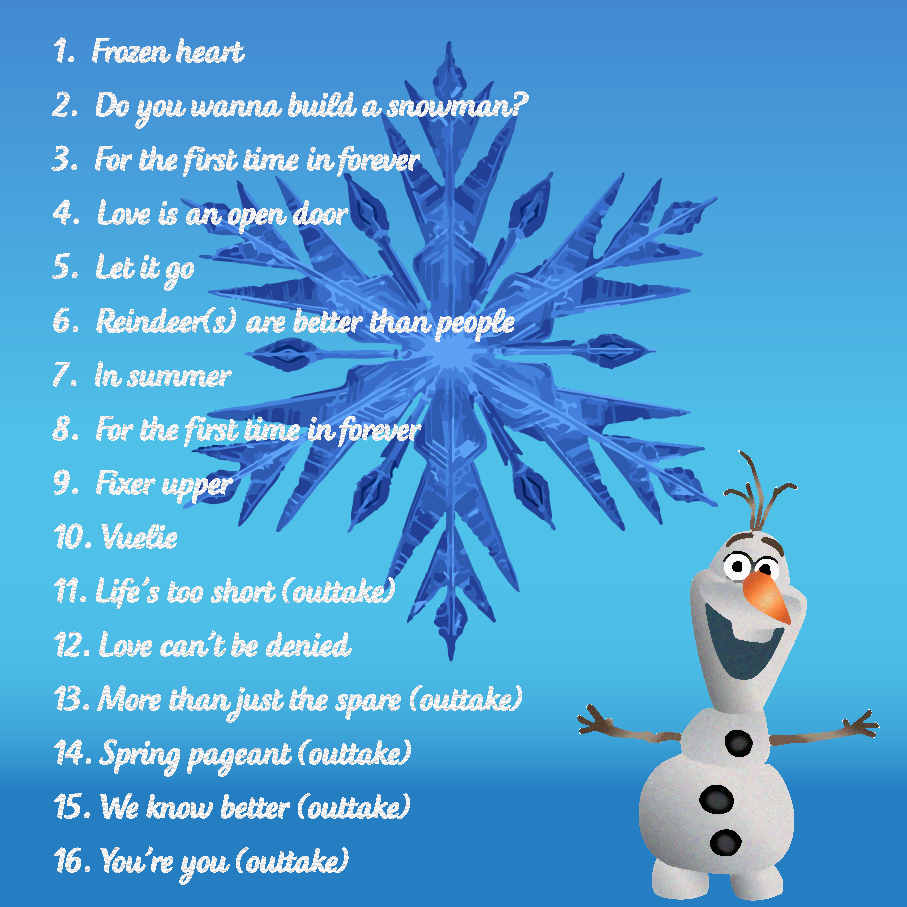 1. Frozen heart
2. Do you wanna build a snowman?
3. For the first time in forever
4. Love is an open door
5. Let it go
6. Reindeer(s) are better than people
7. In summer
8. For the first time in forever
9. Fixer upper
10. Vuelie
11. Life's too short (outtake)
12. Love can't be denied
13. More than just the spare (outtake)
14. Spring pageant (outtake)
15. We know better (outtake)
16. You're you (outtake)